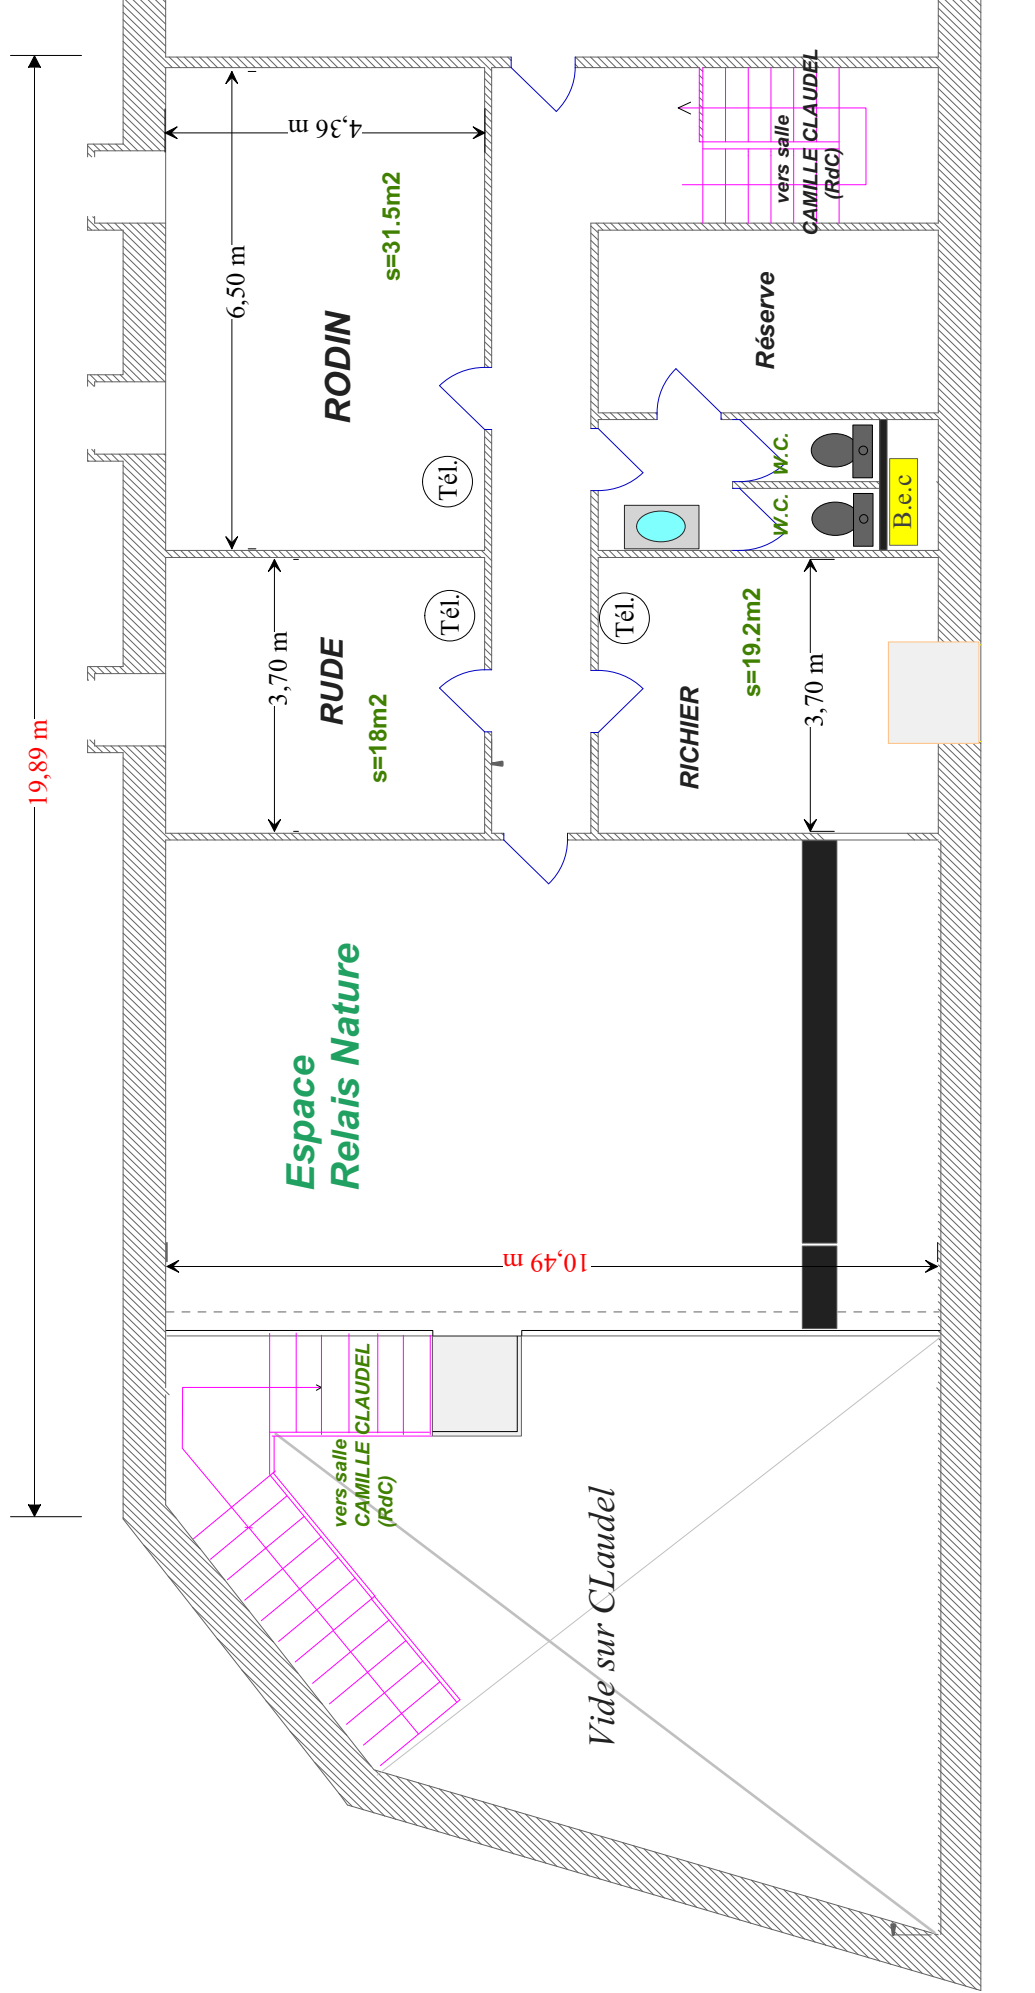 19,89 m
4,36 m
6,50 m
s=31.5m2
RODIN
Tél.
vers salle
CAMILLE CLAUDEL
(RdC)
Réserve
W.C.
W.C.
B.e.c
3,70 m
RUDE
s=18m2
Tél.
Tél.
s=19.2m2
RICHIER
3,70 m
Espace
Relais Nature
10,49 m
vers salle
CAMILLE CLAUDEL
(RdC)
Vide sur CLaudel